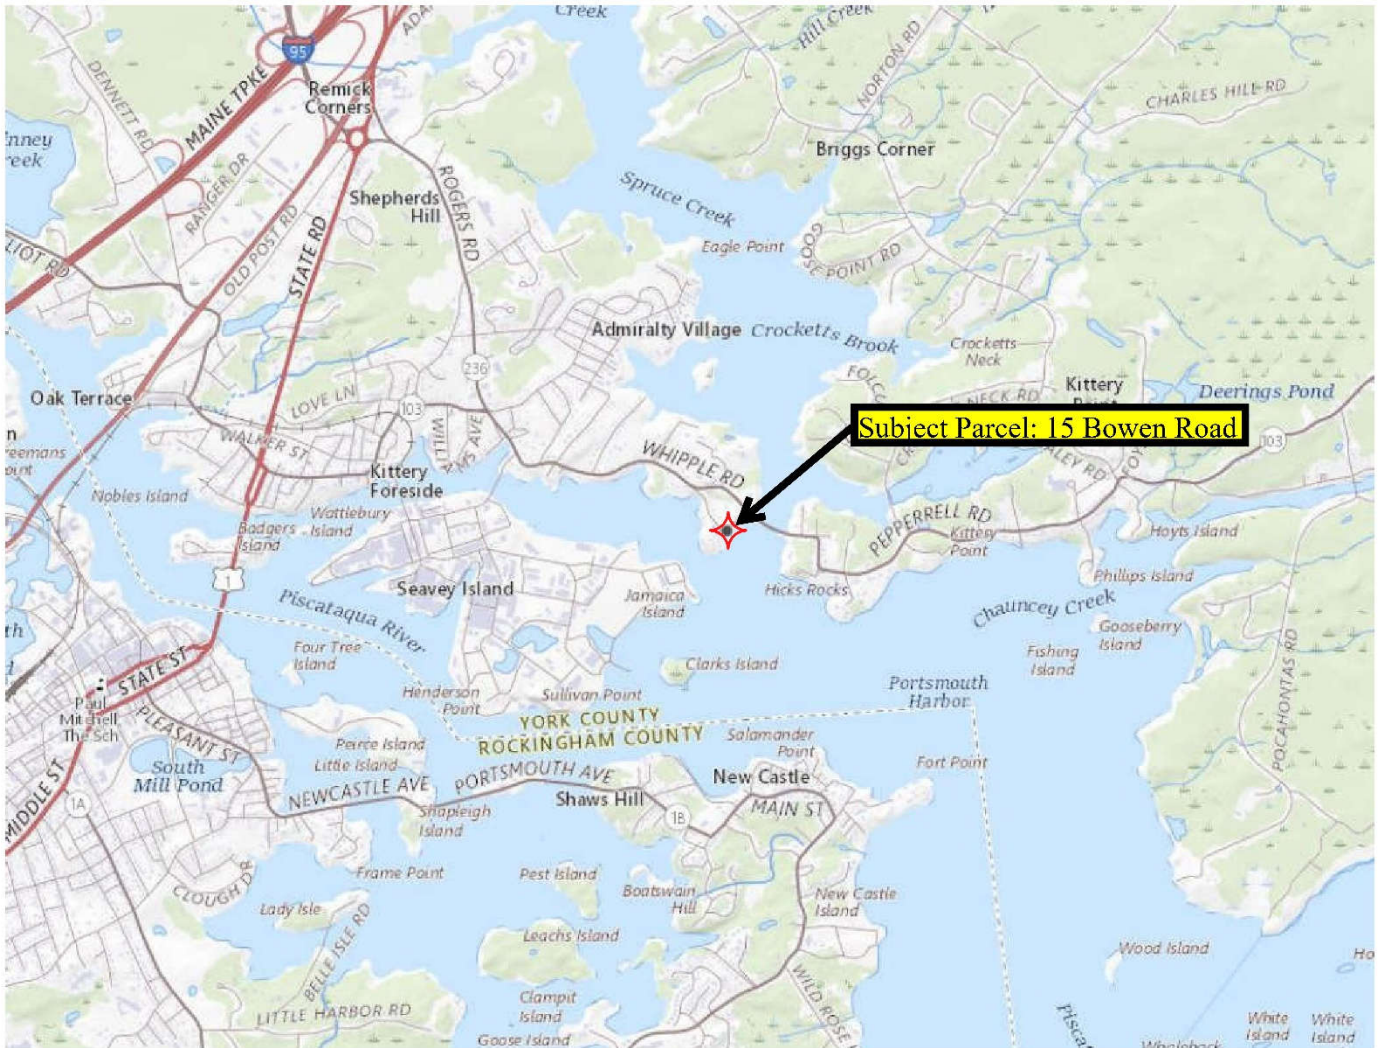 Creek
Hill Creek
95
DENNETT RD
MAINE TPKE
Remick
Corners
NORTON RD
CHARLES HILL RD
Briggs Corner
RANGER DR
Shepherds
Hill
ROGERS RD
Spruce Creek
Eagle Point
GOOSE POINT RD
OLD POST RD
STATE RD
Admiralty Village
Crocketts Brook
Crocketts
Neck
236
Oak Terrace
LOVE LN
103
Kittery
Deerings Pond
NECK RD
Subject Parcel: 15 Bowen Road
103
WALKER ST
WILLIAMS AVE
WHIPPLE RD
Kittery
Foreside
Nobles Island
Wattlebury
Island
Badgers
Island
PEPPERRELL RD
Kittery
Point
Hoyts Island
1
Seavey Island
Jamaica
Island
Hicks Rocks
Phillips Island
Chauncey Creek
Gooseberry
Island
Piscataqua River
Four Tree
Island
Fishing
Island
Clarks Island
STATE ST
Paul
Mitchell
The Sch
Henderson
Point
Sullivan Point
Portsmouth
Harbor
POCAHONTAS RD
YORK COUNTY
ROCKINGHAM COUNTY
PLEASANT ST
Peirce Island
Little Island
Salamander
Point
Fort Point
South
Mill Pond
NEWCASTLE AVE
PORTSMOUTH AVE
New Castle
MIDDLE ST
1A
Shapleigh
Island
Shaws Hill
1B
MAIN ST
CLOUGH DR
Frame Point
Pest Island
Boatswain
Hill
New Castle
Island
Lady Isle
BELLE ISLE RD
Leachs Island
Wood Island
WILD ROSE
LITTLE HARBOR RD
Clampit
Island
Goose Island
White
Island
White
Island